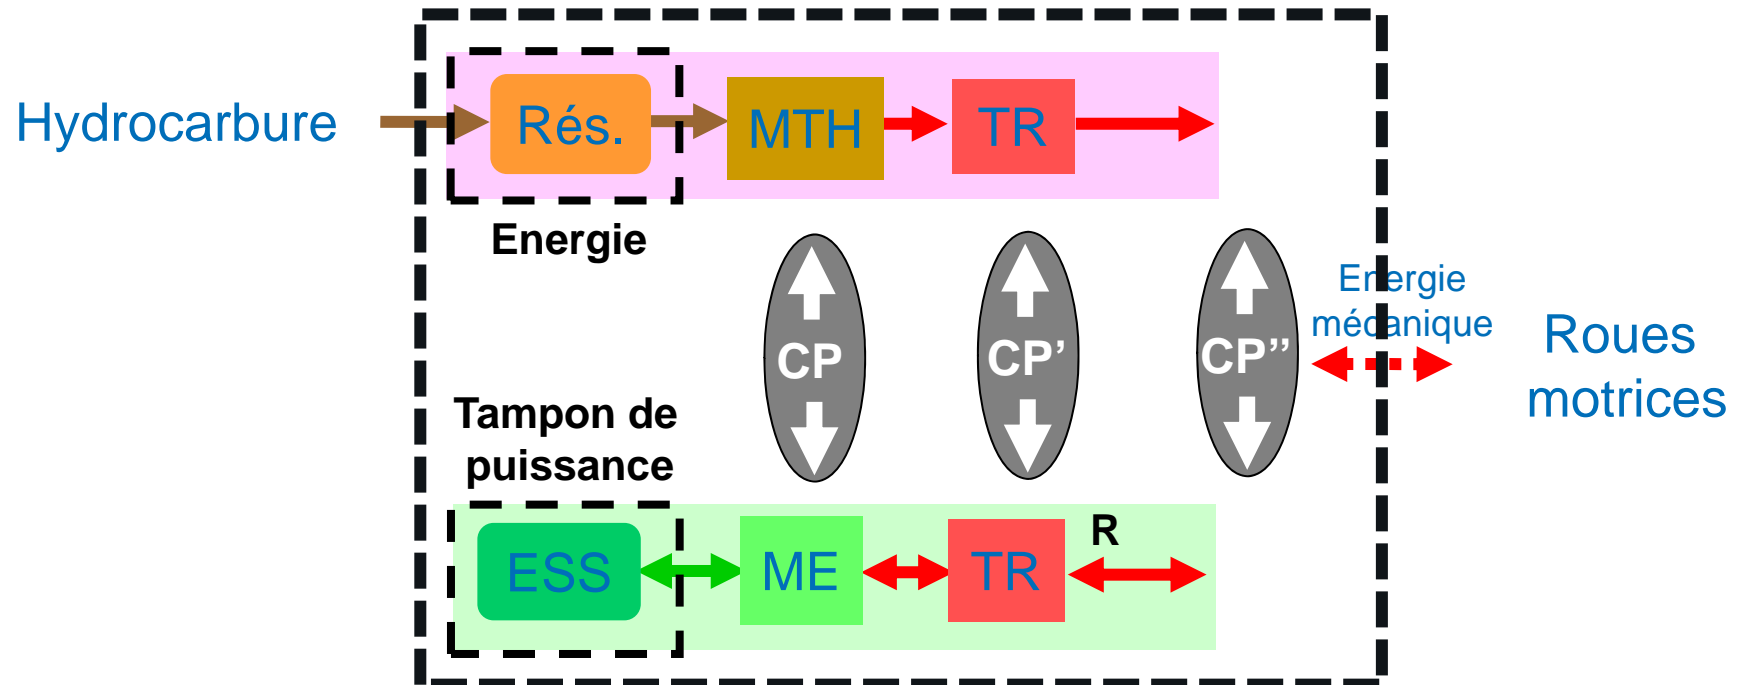 Hydrocarbure
Rés.
MTH
TR
Energie
CP
CP’
CP’’
Energie
mécanique
Roues
motrices
Tampon de
puissance
ESS
ME
TR
R